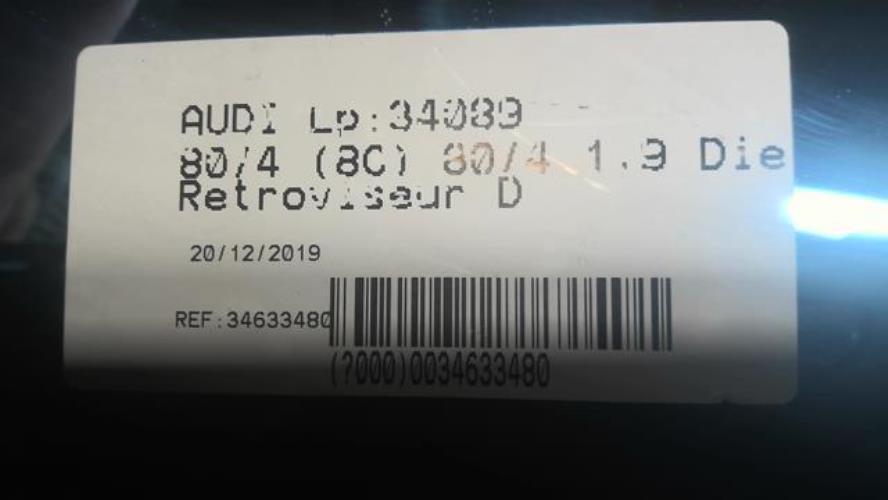 AUDI Lp:34089
80/4 (8C) 80/4 1.9 Die
Retroviseur D
20/12/2019
REF:34633480
(?000)0034633480